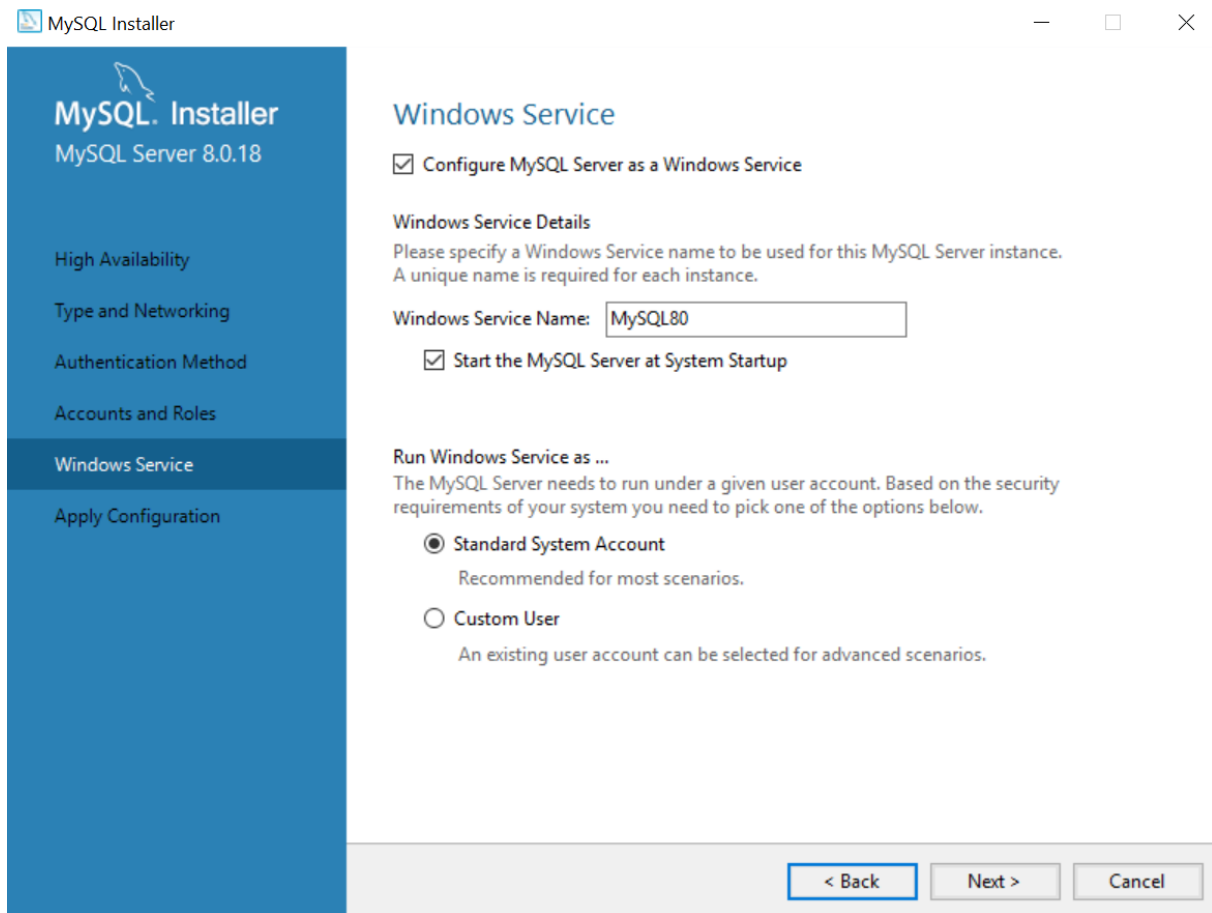 MySQL Installer
MySQL. Installer
MySQL Server 8.0.18
High Availability
Type and Networking
Authentication Method
Accounts and Roles
Windows Service
Apply Configuration
Windows Service
Configure MySQL Server as a Windows Service
Windows Service Details
Please specify a Windows Service name to be used for this MySQL Server instance.
A unique name is required for each instance.
Windows Service Name: MySQL80
Start the MySQL Server at System Startup
Run Windows Service as ...
The MySQL Server needs to run under a given user account. Based on the security
requirements of your system you need to pick one of the options below.
Standard System Account
Recommended for most scenarios.
Custom User
An existing user account can be selected for advanced scenarios.
< Back Next > Cancel